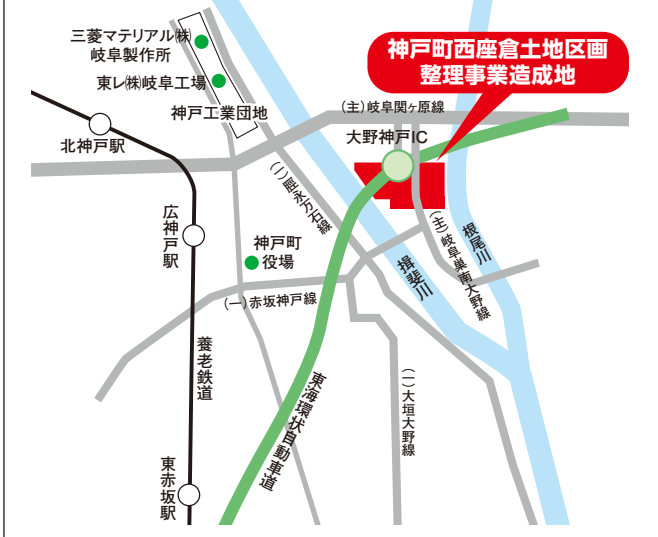 三菱マテリアル㈱
岐阜製作所
東レ㈱岐阜工場
神戸工業団地
神戸町西座倉土地区画
整理事業造成地
(主)岐阜関ヶ原線
大野神戸IC
北神戸駅
(一)脛永万石線
広神戸駅
神戸町
役場
(一)赤坂神戸線
揖斐川
(主)岐阜巣南大野線
根尾川
養老鉄道
東海環状自動車道
(一)大垣大野線
東赤坂駅